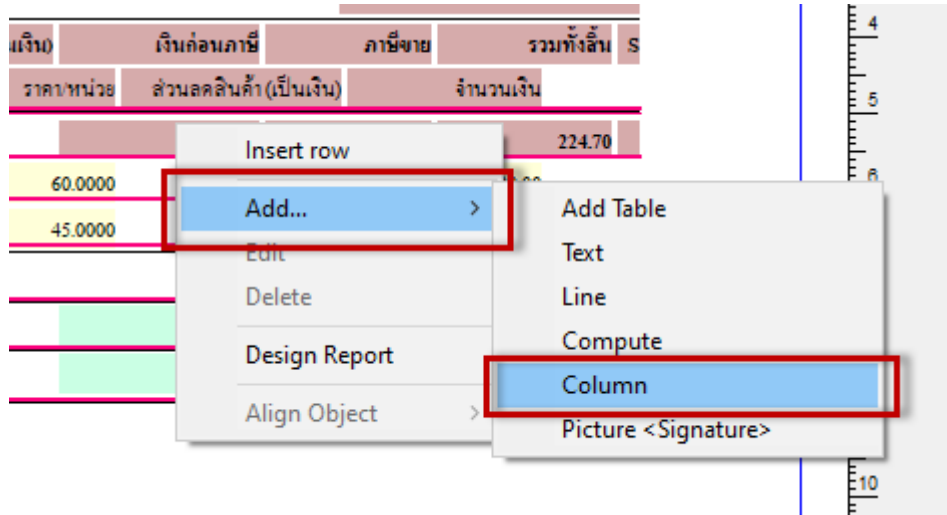 4
เงินก่อนภาษี ภาษีขาย รวมทั้งสิ้น S
ราคา/หน่วย ส่วนลดสินค้า (เป็นเงิน) จำนวนเงิน
5
Insert row 224.70
60.0000 6
Add... > Add Table
45.0000
Edit Text
Delete Line
Compute
Design Report
Column
Align Object >
Picture <Signature>
10